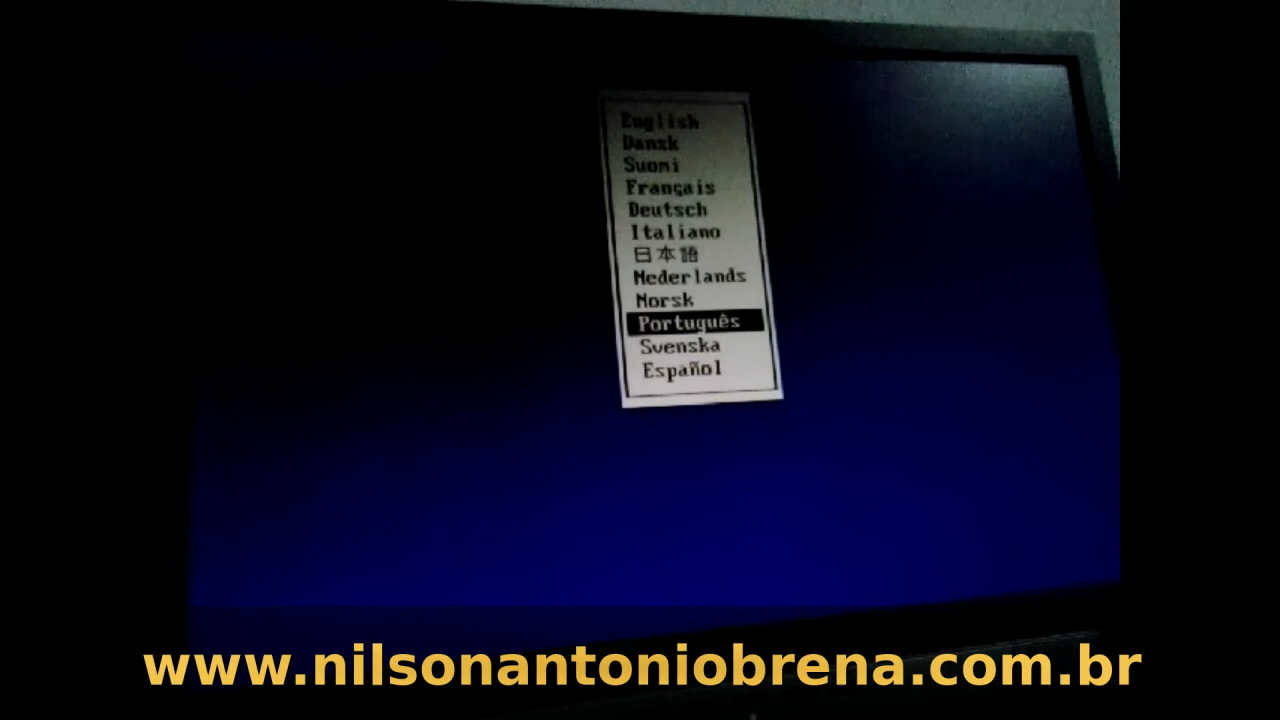 English
Dansk
Suomi
Français
Deutsch
Italiano
日本語
Nederlands
Norsk
Português
Svenska
Español
www.nilsonantoniobrena.com.br